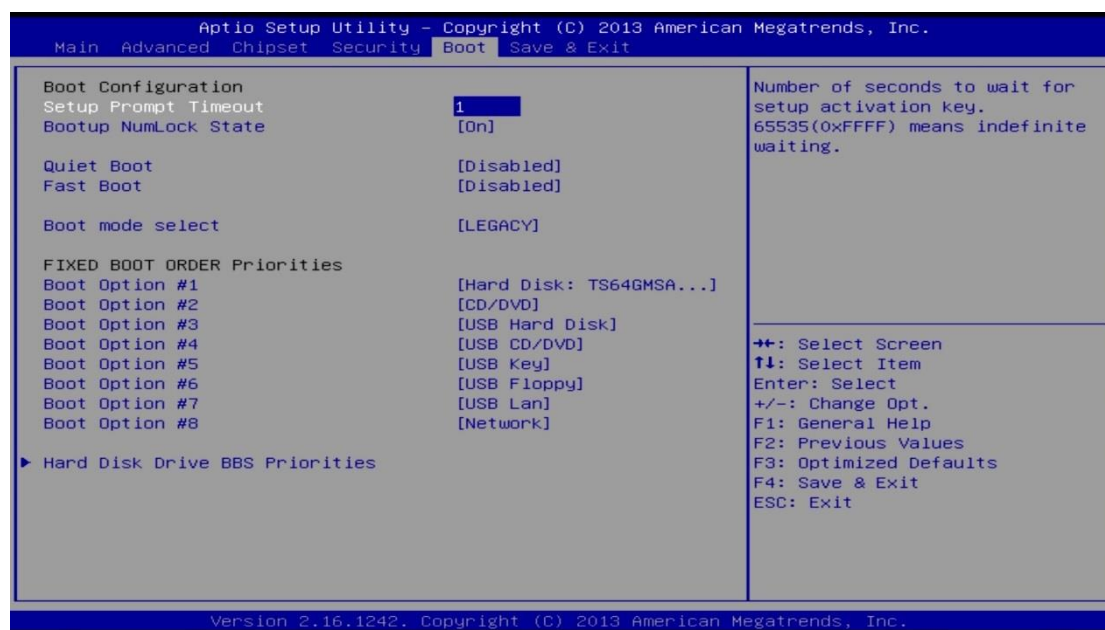 Aptio Setup Utility – Copyright (C) 2013 American Megatrends, Inc.
Main Advanced Chipset Security Boot Save & Exit
Boot Configuration
Setup Prompt Timeout 1
Bootup NumLock State [On]
Quiet Boot [Disabled]
Fast Boot [Disabled]
Boot mode select [LEGACY]
FIXED BOOT ORDER Priorities
Boot Option #1 [Hard Disk: TS64GMSA...]
Boot Option #2 [CD/DVD]
Boot Option #3 [USB Hard Disk]
Boot Option #4 [USB CD/DVD]
Boot Option #5 [USB Key]
Boot Option #6 [USB Floppy]
Boot Option #7 [USB Lan]
Boot Option #8 [Network]
▶ Hard Disk Drive BBS Priorities
Number of seconds to wait for
setup activation key.
65535(0xFFFF) means indefinite
waiting.
→←: Select Screen
↑↓: Select Item
Enter: Select
+/-: Change Opt.
F1: General Help
F2: Previous Values
F3: Optimized Defaults
F4: Save & Exit
ESC: Exit
Version 2.16.1242. Copyright (C) 2013 American Megatrends, Inc.